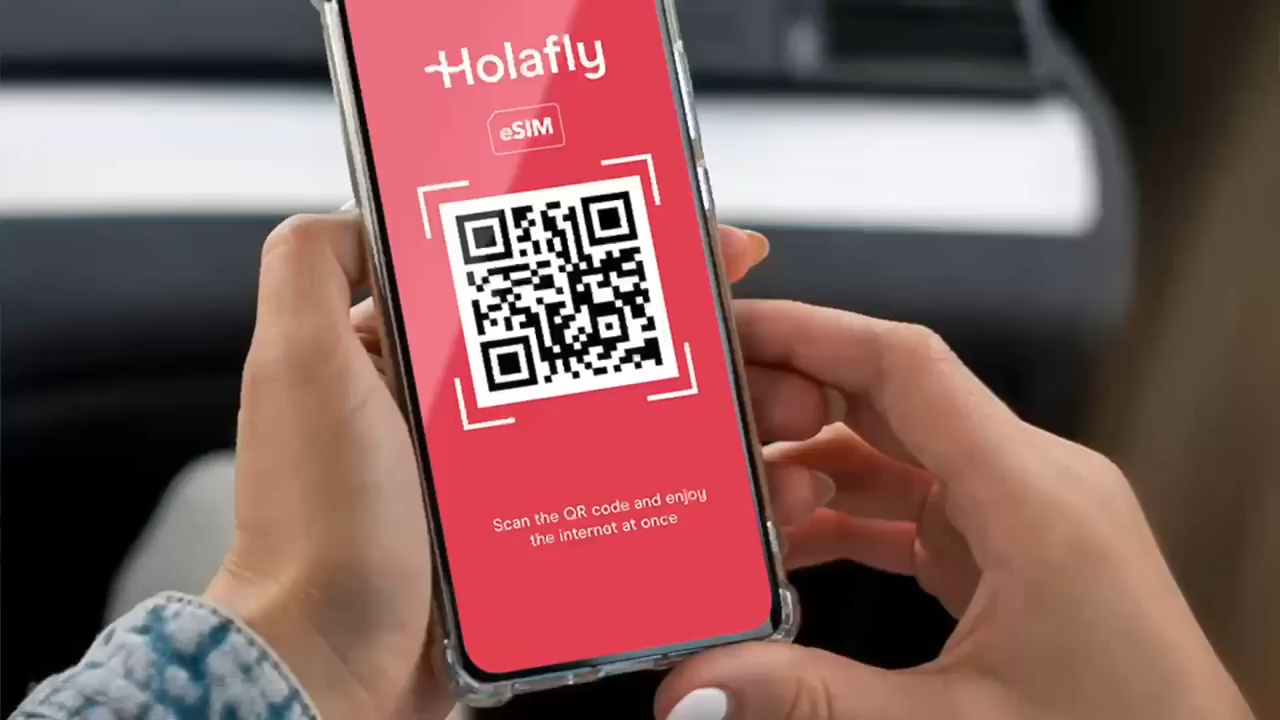 Holafly
eSIM
Scan the QR code and enjoy
the internet at once